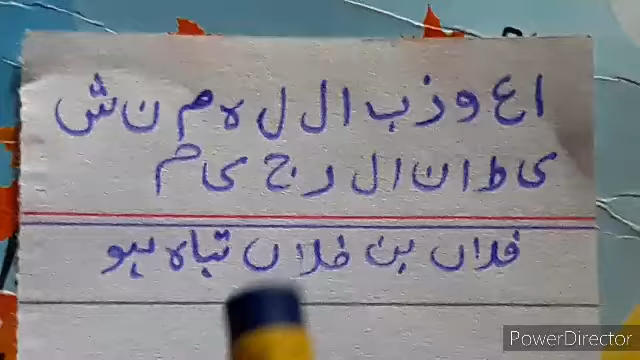 ا ع و ذ ب ا ل ل ہ م ن ش
ی ط ا ن ا ل ر ج ی م
فلاں بن فلاں تباہ ہو
PowerDirector